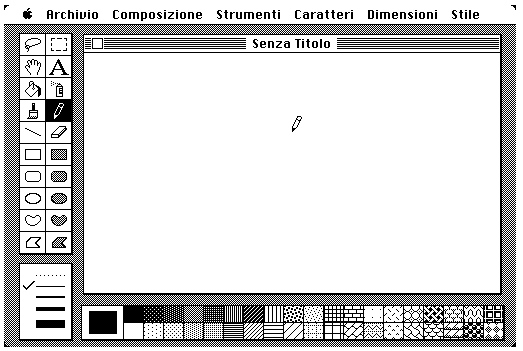 Archivio Composizione Strumenti Caratteri Dimensioni Stile
Senza Titolo
A